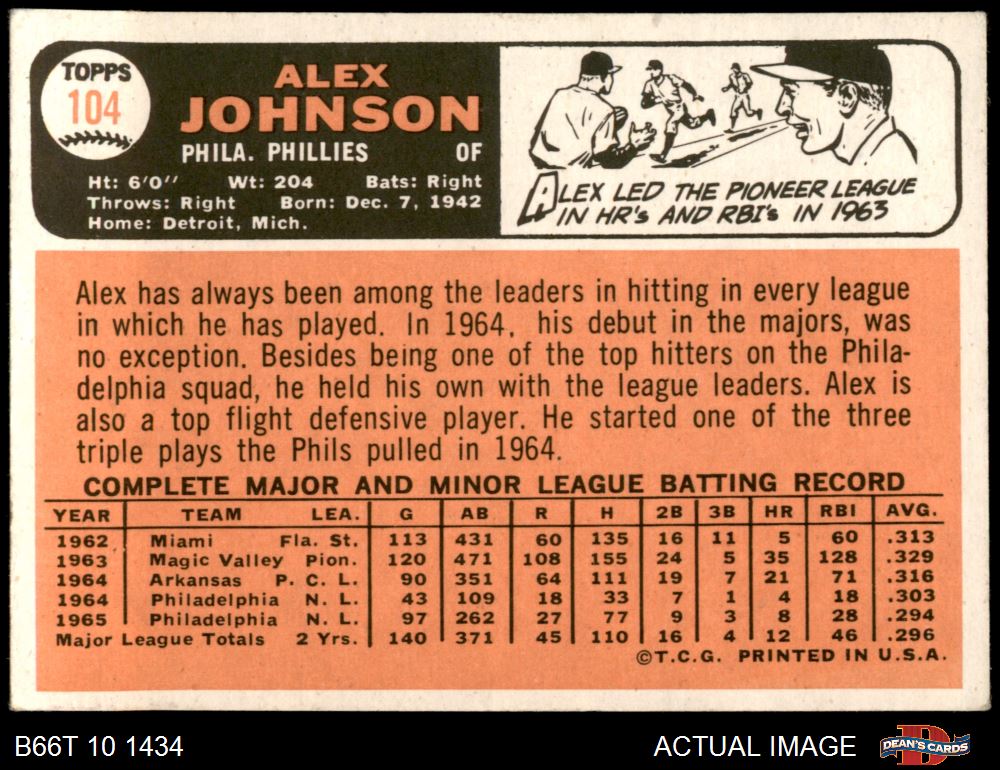 TOPPS
104
ALEX
JOHNSON
PHILA. PHILLIES OF
Ht: 6'0'' Wt: 204 Bats: Right
Throws: Right Born: Dec. 7, 1942
Home: Detroit, Mich.
ALEX LED THE PIONEER LEAGUE
IN HR's AND RBI's IN 1963
Alex has always been among the leaders in hitting in every league
in which he has played. In 1964, his debut in the majors, was
no exception. Besides being one of the top hitters on the Phila-
delphia squad, he held his own with the league leaders. Alex is
also a top flight defensive player. He started one of the three
triple plays the Phils pulled in 1964.
COMPLETE MAJOR AND MINOR LEAGUE BATTING RECORD
YEAR TEAM LEA. G AB R H 2B 3B HR RBI AVG.
1962 Miami Fla. St. 113 431 60 135 16 11 5 60 .313
1963 Magic Valley Pion. 120 471 108 155 24 5 35 128 .329
1964 Arkansas P. C. L. 90 351 64 111 19 7 21 71 .316
1964 Philadelphia N. L. 43 109 18 33 7 1 4 18 .303
1965 Philadelphia N. L. 97 262 27 77 9 3 8 28 .294
Major League Totals 2 Yrs. 140 371 45 110 16 4 12 46 .296
©T.C.G. PRINTED IN U.S.A.
B66T 10 1434 ACTUAL IMAGE DEAN'S CARDS